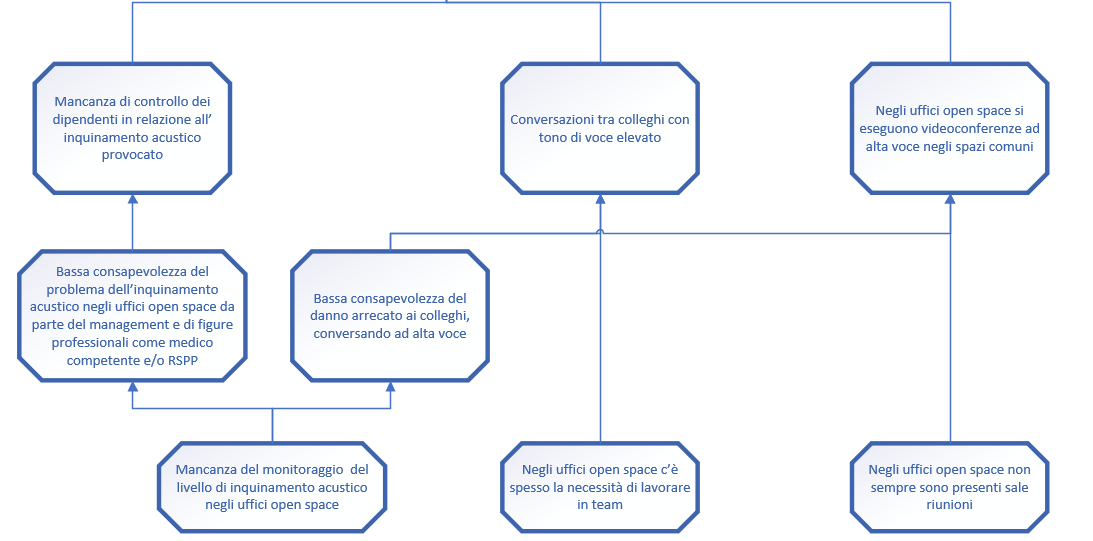 Mancanza di controllo dei
dipendenti in relazione all’
inquinamento acustico
provocato
Conversazioni tra colleghi con
tono di voce elevato
Negli uffici open space si
eseguono videoconferenze ad
alta voce negli spazi comuni
Bassa consapevolezza del
problema dell’inquinamento
acustico negli uffici open space da
parte del management e di figure
professionali come medico
competente e/o RSPP
Bassa consapevolezza del
danno arrecato ai colleghi,
conversando ad alta voce
Mancanza del monitoraggio  del
livello di inquinamento acustico
negli uffici open space
Negli uffici open space c’è
spesso la necessità di lavorare
in team
Negli uffici open space non
sempre sono presenti sale
riunioni